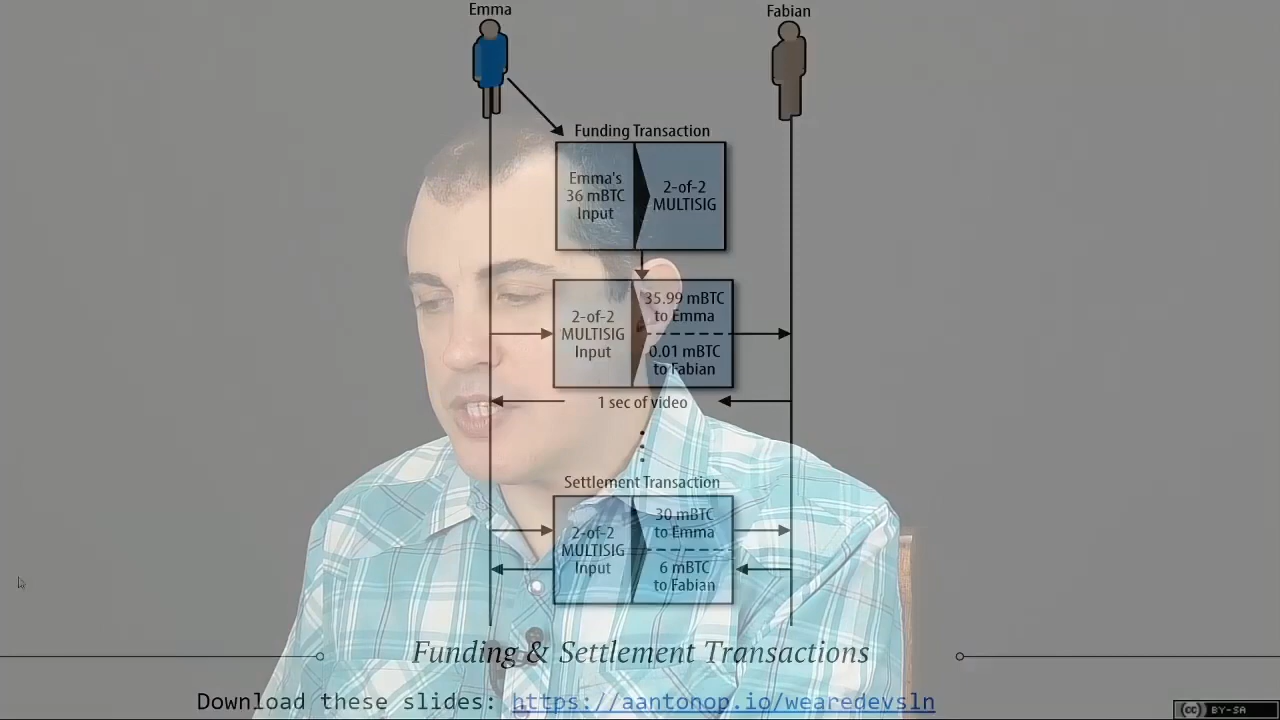 Emma
Fabian
Funding Transaction
Emma's
36 mBTC
Input
2-of-2
MULTISIG
2-of-2
MULTISIG
Input
35.99 mBTC
to Emma
0.01 mBTC
to Fabian
1 sec of video
Settlement Transaction
2-of-2
MULTISIG
Input
30 mBTC
to Emma
6 mBTC
to Fabian
Funding & Settlement Transactions
Download these slides: https://aantonop.io/wearedevsln
cc BY-SA